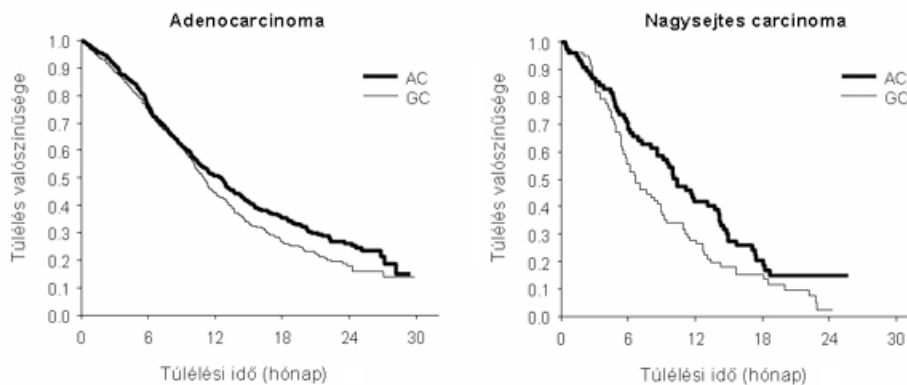 Adenocarcinoma
Túlélés valószínűsége
1.0
0.9
0.8
0.7
0.6
0.5
0.4
0.3
0.2
0.1
0.0
AC
GC
0 6 12 18 24 30
Túlélési idő (hónap)
Nagysejtes carcinoma
Túlélés valószínűsége
1.0
0.9
0.8
0.7
0.6
0.5
0.4
0.3
0.2
0.1
0.0
AC
GC
0 6 12 18 24 30
Túlélési idő (hónap)